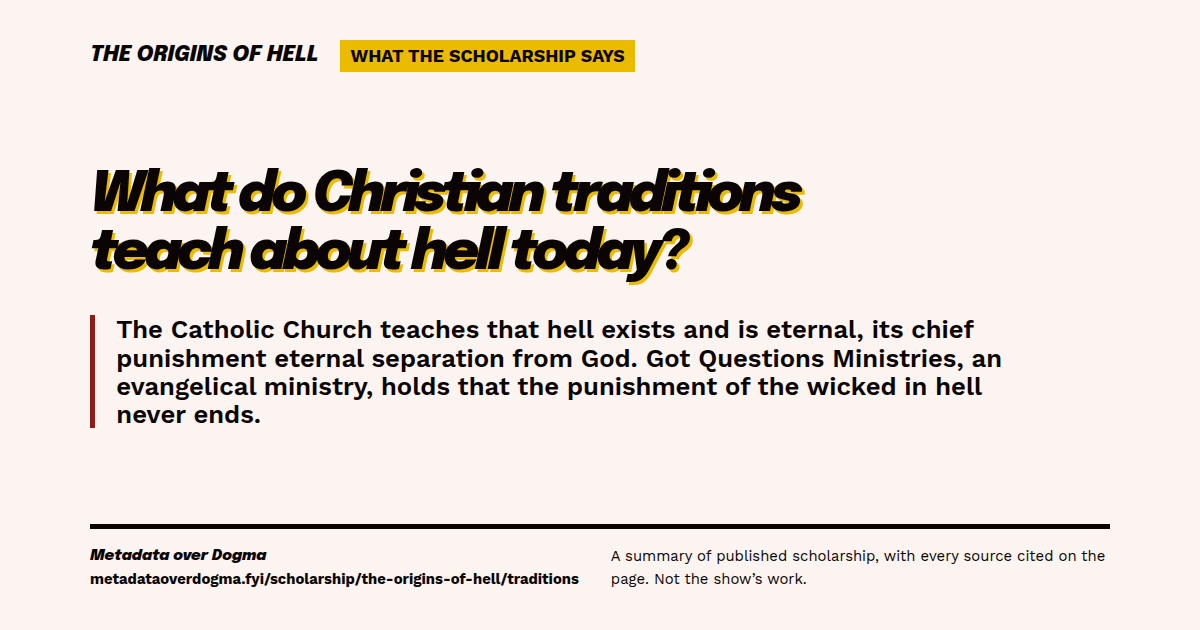 THE ORIGINS OF HELL
WHAT THE SCHOLARSHIP SAYS
What do Christian traditions
teach about hell today?
The Catholic Church teaches that hell exists and is eternal, its chief
punishment eternal separation from God. Got Questions Ministries, an
evangelical ministry, holds that the punishment of the wicked in hell
never ends.
Metadata over Dogma
metadataoverdogma.fyi/scholarship/the-origins-of-hell/traditions
A summary of published scholarship, with every source cited on the
page. Not the show’s work.